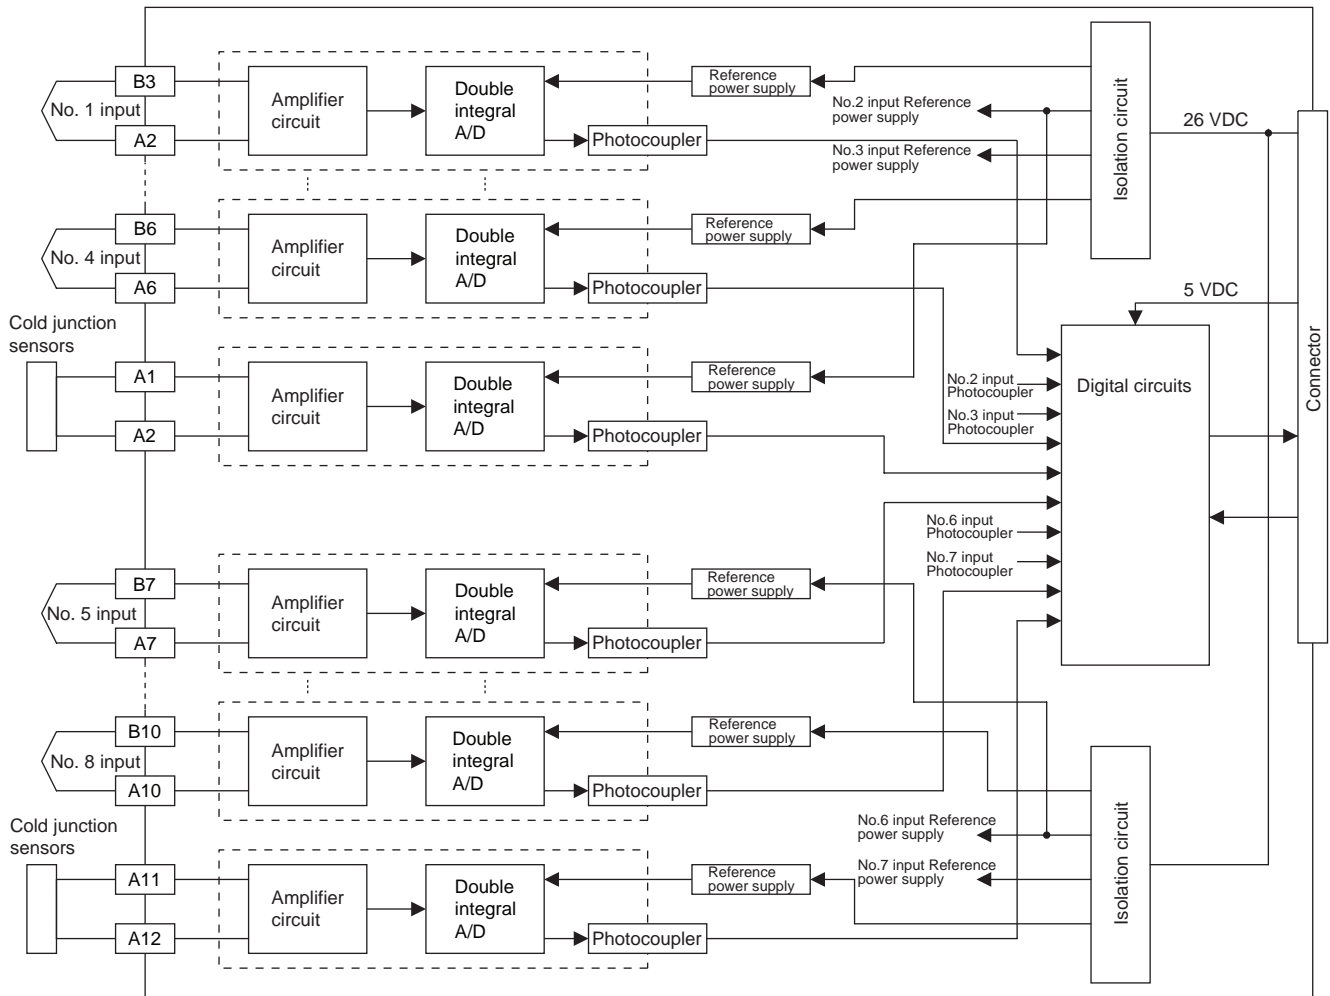 B3
No. 1 input
A2
Amplifier
circuit
Double
integral
A/D
Reference
power supply
Photocoupler
No.2 input Reference
power supply
No.3 input Reference
power supply
Isolation circuit
26 VDC
B6
No. 4 input
A6
Amplifier
circuit
Double
integral
A/D
Reference
power supply
Photocoupler
5 VDC
Connector
Cold junction
sensors
A1
A2
Amplifier
circuit
Double
integral
A/D
Reference
power supply
Photocoupler
No.2 input
Photocoupler
No.3 input
Photocoupler
Digital circuits
No.6 input
Photocoupler
No.7 input
Photocoupler
B7
No. 5 input
A7
Amplifier
circuit
Double
integral
A/D
Reference
power supply
Photocoupler
B10
No. 8 input
A10
Amplifier
circuit
Double
integral
A/D
Reference
power supply
Photocoupler
No.6 input Reference
power supply
No.7 input Reference
power supply
Isolation circuit
Cold junction
sensors
A11
A12
Amplifier
circuit
Double
integral
A/D
Reference
power supply
Photocoupler